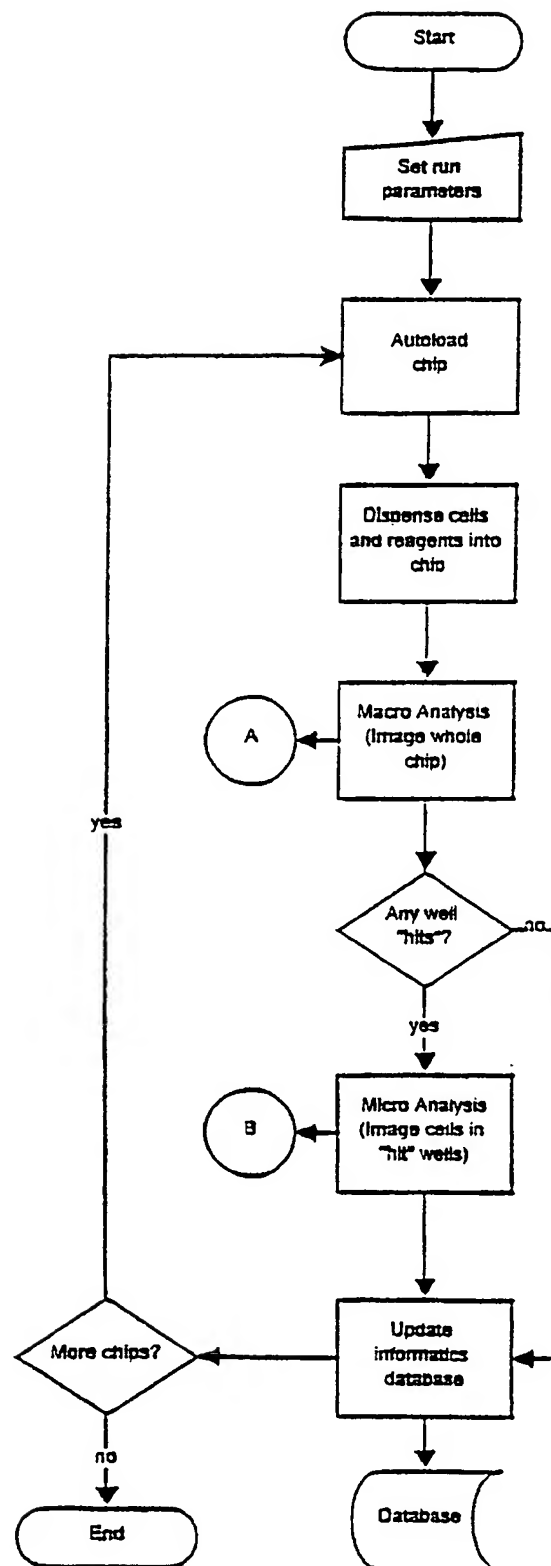 Start
Set run
parameters
Autoload
chip
Dispense cells
and reagents into
chip
Macro Analysis
(Image whole
chip)
A
yes
Any well
"hits"?
no
yes
Micro Analysis
(Image cells in
"hit" wells)
B
More chips?
Update
informatics
database
no
End
Database